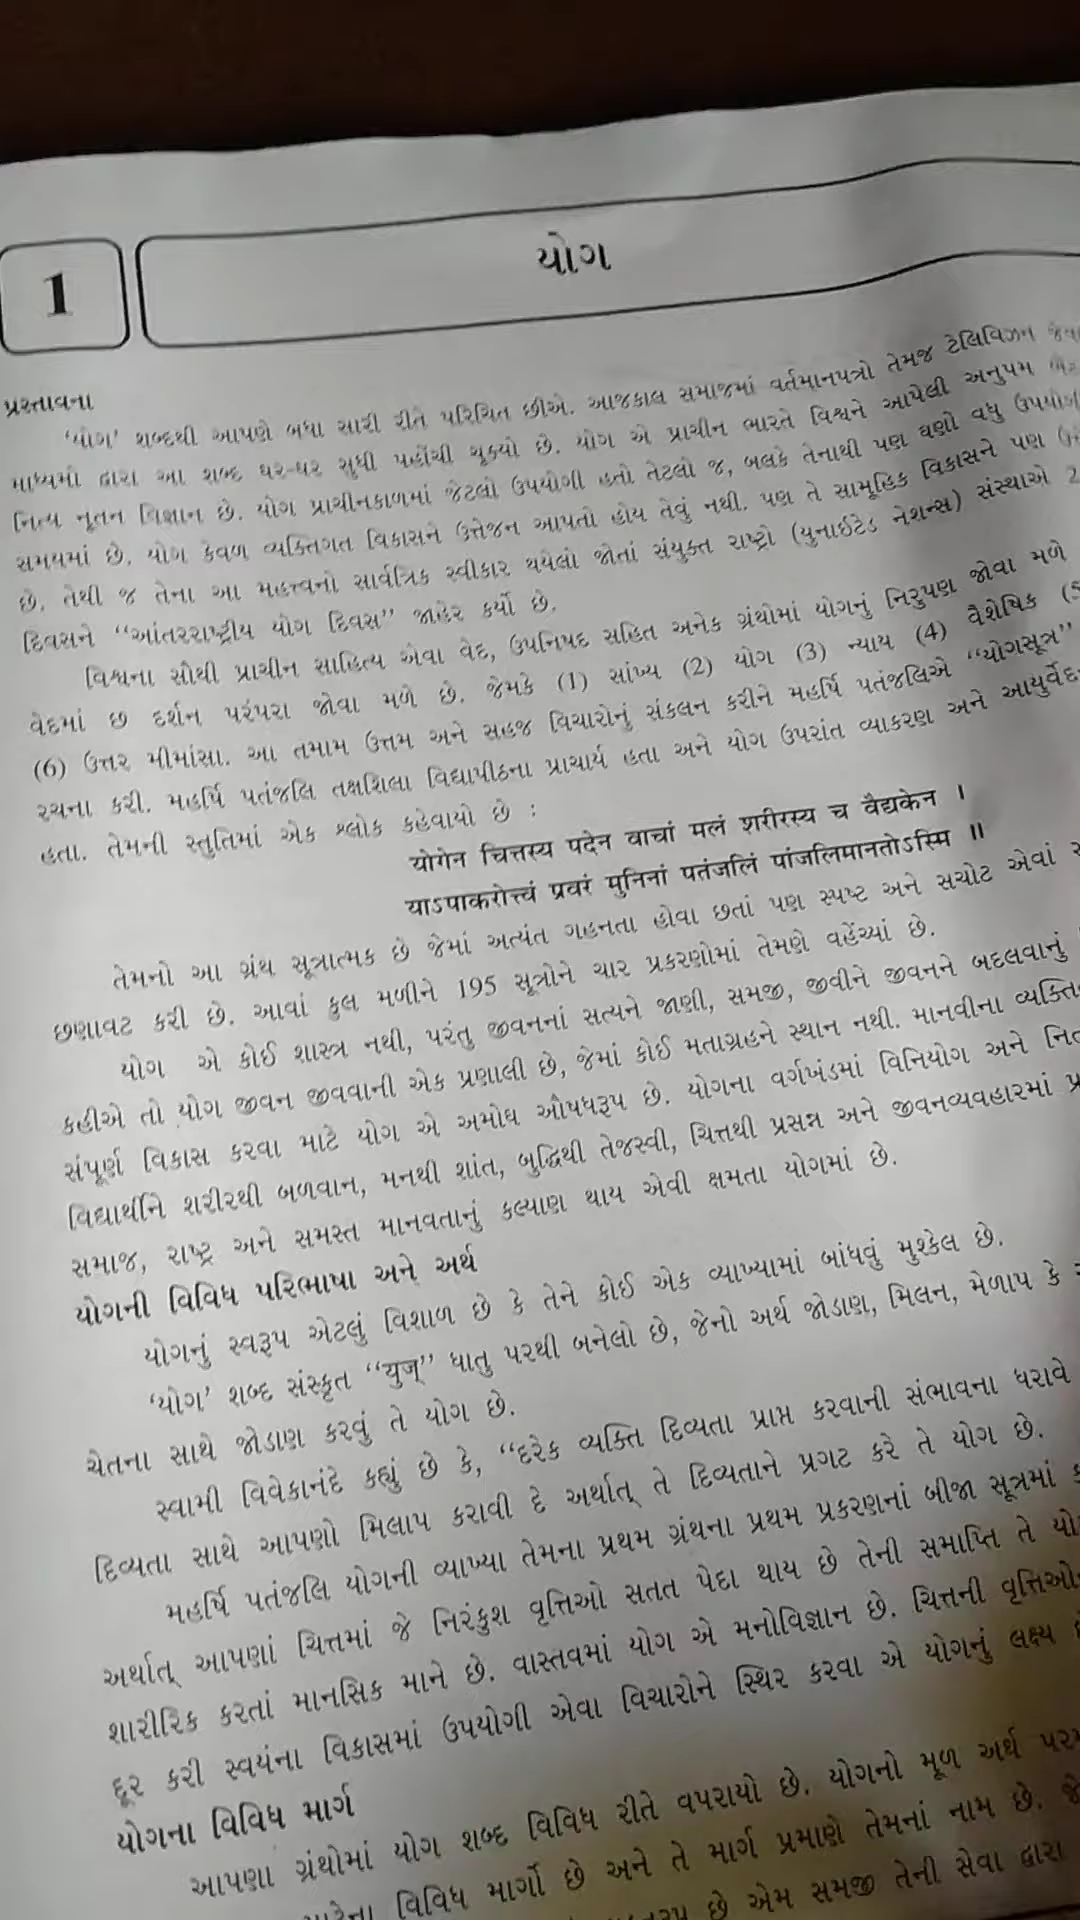 1
યોગ
પ્રસ્તાવના
‘યોગ’ શબ્દથી આપણે બધા સારી રીતે પરિચિત છીએ. આજકાલ સમાજમાં વર્તમાનપત્રો તેમજ ટેલિવિઝન
માધ્યમો દ્વારા આ શબ્દ ઘર-ઘર સુધી પહોંચી ચૂક્યો છે. યોગ એ પ્રાચીન ભારતે વિશ્વને આપેલી અનુપમ
નિત્ય નૂતન વિજ્ઞાન છે. યોગ પ્રાચીનકાળમાં જેટલો ઉપયોગી હતો તેટલો જ, બલકે તેનાથી પણ ઘણો વધુ
સમયમાં છે. યોગ કેવળ વ્યક્તિગત વિકાસને ઉત્તેજન આપતો હોય તેવું નથી. પણ તે સામૂહિક વિકાસને પણ
છે. તેથી જ તેના આ મહત્ત્વનો સાર્વત્રિક સ્વીકાર થયેલો જોતાં સંયુક્ત રાષ્ટ્રો (યુનાઈટેડ નેશન્સ) સંસ્થાએ
દિવસને “આંતરરાષ્ટ્રીય યોગ દિવસ” જાહેર કર્યો છે.
વિશ્વના સૌથી પ્રાચીન સાહિત્ય એવા વેદ, ઉપનિષદ સહિત અનેક ગ્રંથોમાં યોગનું નિરુપણ જોવા મળે
વેદમાં છ દર્શન પરંપરા જોવા મળે છે. જેમકે (1) સાંખ્ય (2) યોગ (3) ન્યાય (4) વૈશેષિક
(6) ઉત્તર મીમાંસા. આ તમામ ઉત્તમ અને સહજ વિચારોનું સંકલન કરીને મહર્ષિ પતંજલિએ “યોગસૂત્ર”
રચના કરી. મહર્ષિ પતંજલિ તક્ષશિલા વિદ્યાપીઠના પ્રાચાર્ય હતા અને યોગ ઉપરાંત વ્યાકરણ અને
હતા. તેમની સ્તુતિમાં એક શ્લોક કહેવાયો છે :
योगेन चित्तस्य पदेन वाचां मलं शरीरस्य च वैद्यकेन ।
याऽपाकरोत्त्वं प्रवरं मुनिनां पतंजलिं पांजलिमानतोऽस्मि ॥
તેમનો આ ગ્રંથ સૂત્રાત્મક છે જેમાં અત્યંત ગહનતા હોવા છતાં પણ સ્પષ્ટ અને સચોટ એવાં
છણાવટ કરી છે. આવાં કુલ મળીને 195 સૂત્રોને ચાર પ્રકરણોમાં તેમણે વહેંચ્યાં છે.
યોગ એ કોઈ શાસ્ત્ર નથી, પરંતુ જીવનનાં સત્યને જાણી, સમજી, જીવીને જીવનને બદલવાનું
કહીએ તો યોગ જીવન જીવવાની એક પ્રણાલી છે, જેમાં કોઈ મતાગ્રહને સ્થાન નથી. માનવીના
સંપૂર્ણ વિકાસ કરવા માટે યોગ એ અમોઘ ઔષધરૂપ છે. યોગના વર્ગખંડમાં વિનિયોગ અને
વિદ્યાર્થીને શરીરથી બળવાન, મનથી શાંત, બુદ્ધિથી તેજસ્વી, ચિત્તથી પ્રસન્ન અને જીવનવ્યવહારમાં
સમાજ, રાષ્ટ્ર અને સમસ્ત માનવતાનું કલ્યાણ થાય એવી ક્ષમતા યોગમાં છે.
યોગની વિવિધ પરિભાષા અને અર્થ
યોગનું સ્વરૂપ એટલું વિશાળ છે કે તેને કોઈ એક વ્યાખ્યામાં બાંધવું મુશ્કેલ છે.
‘યોગ’ શબ્દ સંસ્કૃત “યુજ્” ધાતુ પરથી બનેલો છે, જેનો અર્થ જોડાણ, મિલન, મેળાપ કે
ચેતના સાથે જોડાણ કરવું તે યોગ છે.
સ્વામી વિવેકાનંદે કહ્યું છે કે, “દરેક વ્યક્તિ દિવ્યતા પ્રાપ્ત કરવાની સંભાવના ધરાવે
દિવ્યતા સાથે આપણો મિલાપ કરાવી દે અર્થાત્ તે દિવ્યતાને પ્રગટ કરે તે યોગ છે.
મહર્ષિ પતંજલિ યોગની વ્યાખ્યા તેમના પ્રથમ ગ્રંથના પ્રથમ પ્રકરણનાં બીજા સૂત્રમાં
અર્થાત્ આપણાં ચિત્તમાં જે નિરંકુશ વૃત્તિઓ સતત પેદા થાય છે તેની સમાપ્તિ તે
શારીરિક કરતાં માનસિક માને છે. વાસ્તવમાં યોગ એ મનોવિજ્ઞાન છે. ચિત્તની
દૂર કરી સ્વયંના વિકાસમાં ઉપયોગી એવા વિચારોને સ્થિર કરવા એ યોગનું લક્ષ્ય
યોગના વિવિધ માર્ગ
આપણા ગ્રંથોમાં યોગ શબ્દ વિવિધ રીતે વપરાયો છે. યોગનો મૂળ અર્થ
વિવિધ માર્ગો છે અને તે માર્ગ પ્રમાણે તેમનાં નામ છે.
છે એમ સમજી તેની સેવા દ્વારા